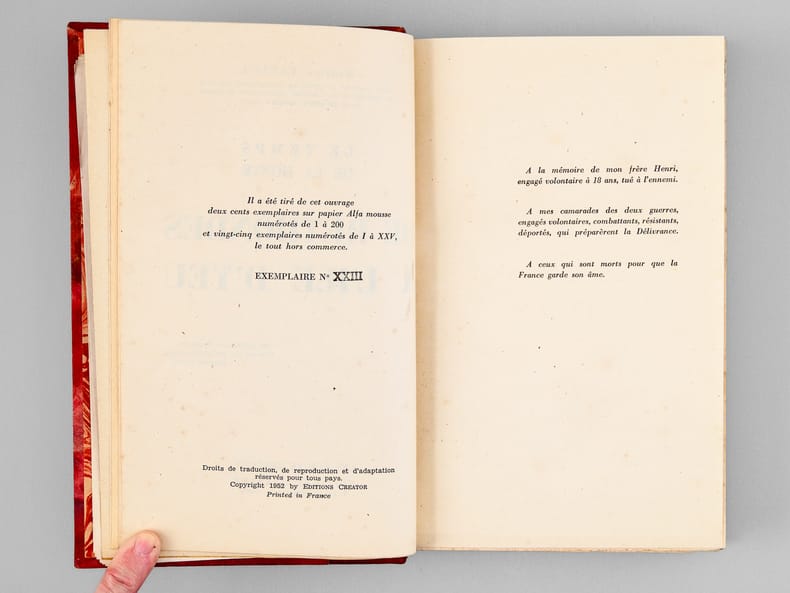 Il a été tiré de cet ouvrage
deux cents exemplaires sur papier Alfa mousse
numérotés de 1 à 200
et vingt-cinq exemplaires numérotés de I à XXV,
le tout hors commerce.
EXEMPLAIRE No XXIII
Droits de traduction, de reproduction et d'adaptation
réservés pour tous pays.
Copyright 1952 by EDITIONS CREATOR
Printed in France
A la mémoire de mon frère Henri,
engagé volontaire à 18 ans, tué à l'ennemi.
A mes camarades des deux guerres,
engagés volontaires, combattants, résistants,
déportés, qui préparèrent la Délivrance.
A ceux qui sont morts pour que la
France garde son âme.